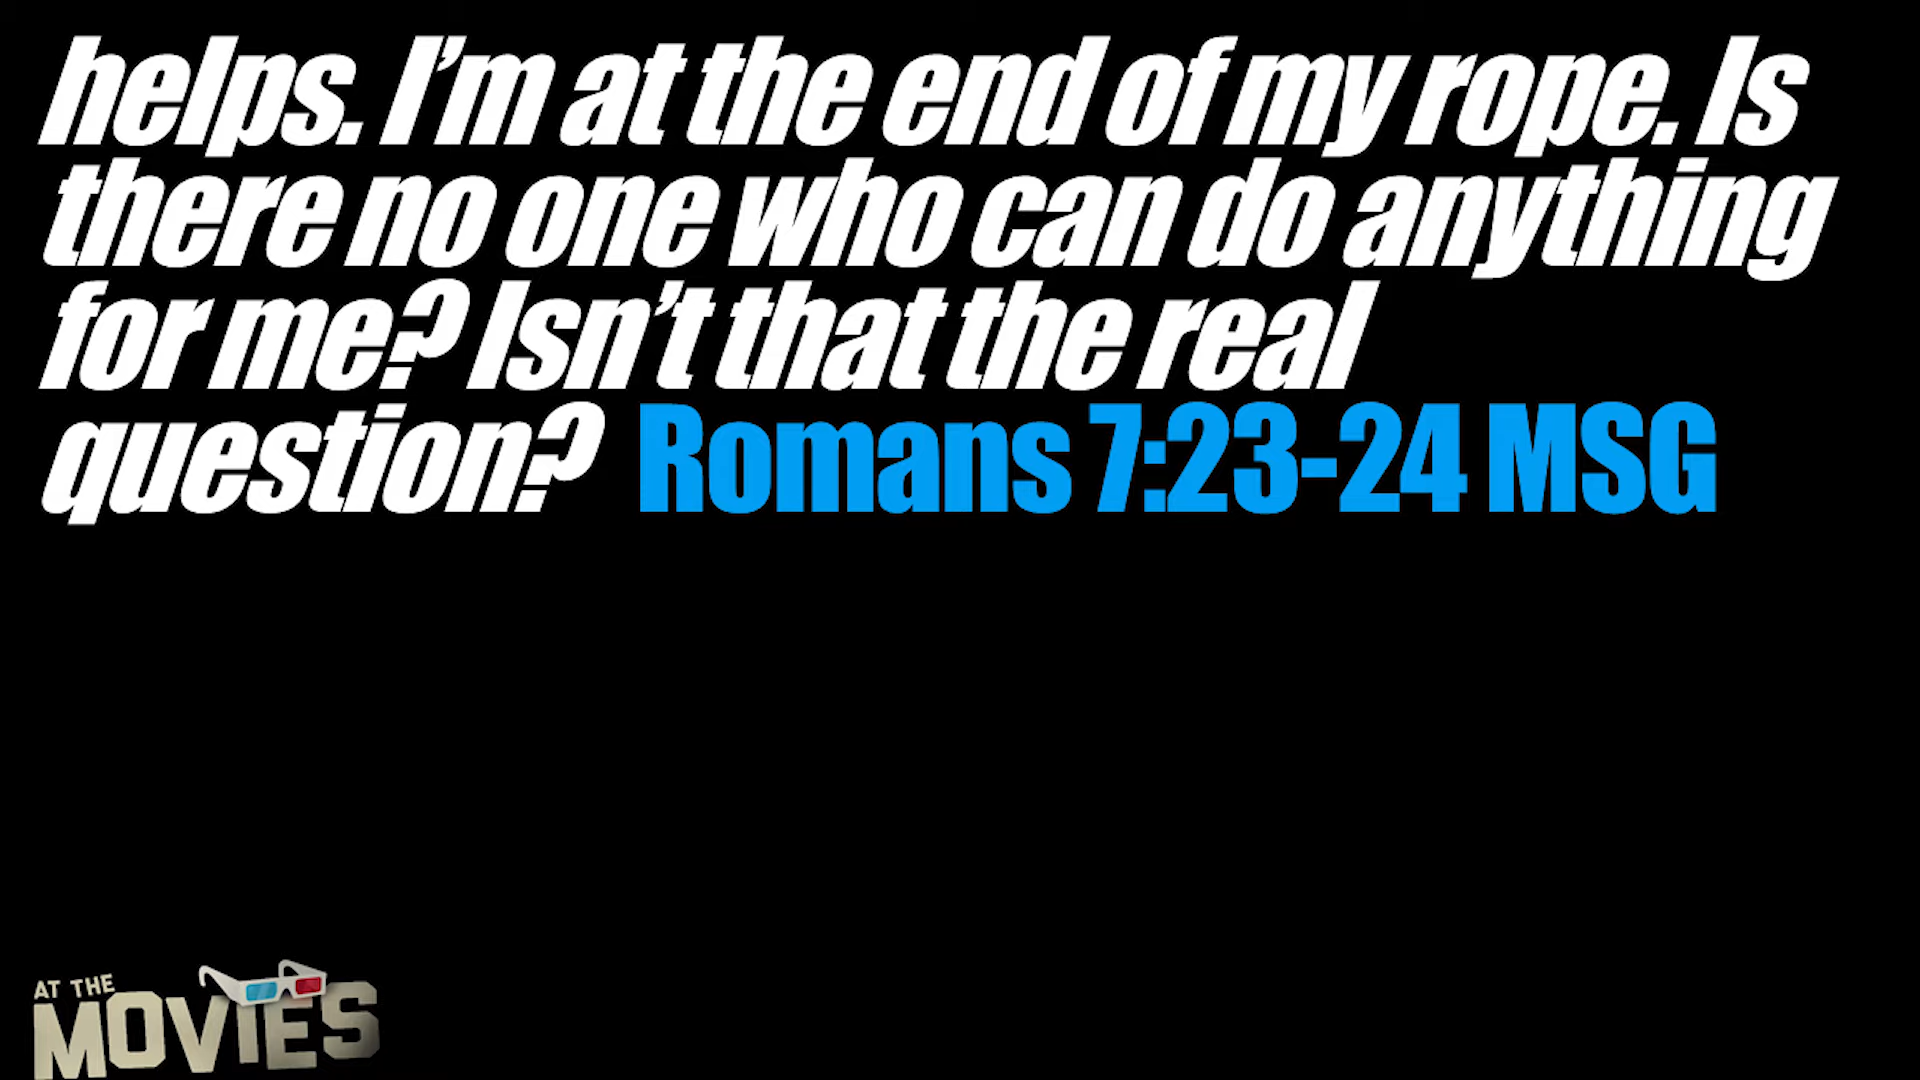 helps. I’m at the end of my rope. Is
there no one who can do anything
for me? Isn’t that the real
question? Romans 7:23-24 MSG
AT THE
MOVIES